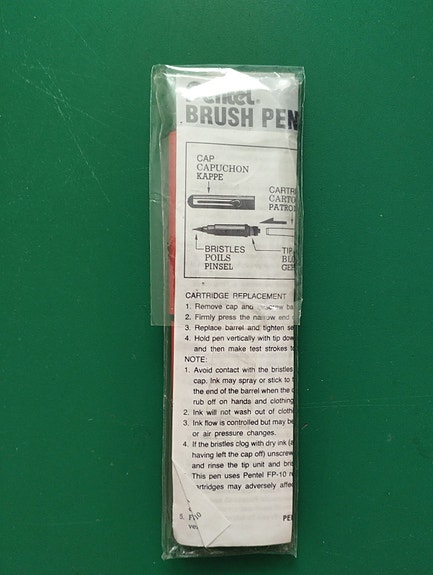 Pentel®
BRUSH PEN
CAP
CAPUCHON
KAPPE
CARTRI
CARTO
PATRO
BRISTLES
POILS
PINSEL
TIP
BLO
GE
CARTRIDGE REPLACEMENT
1. Remove cap and unscrew ba
2. Firmly press the narrow end
3. Replace barrel and tighten se
4. Hold pen vertically with tip dow
and then make test strokes t
NOTE:
1. Avoid contact with the bristles
cap. Ink may spray or stick to t
the end of the barrel when the c
rub off on hands and clothing
2. Ink will not wash out of cloth
3. Ink flow is controlled but may be
or air pressure changes.
4. If the bristles clog with dry ink (a
having left the cap off) unscrew
and rinse the tip unit and bris
This pen uses Pentel FP-10 re
artridges may adversely affe
PE